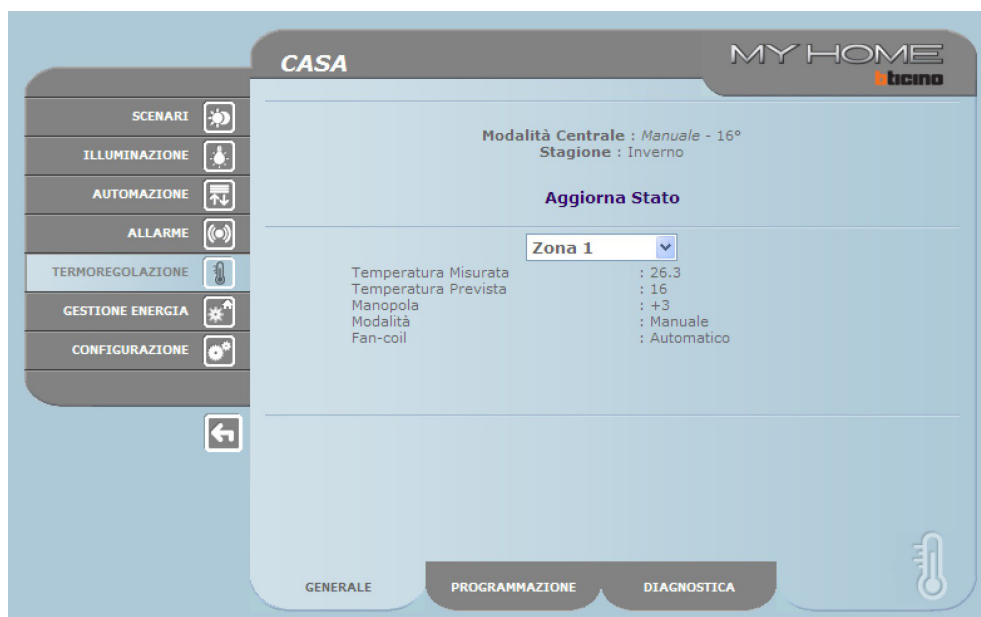 CASA
MY HOME
bticino
SCENARI
ILLUMINAZIONE
AUTOMAZIONE
ALLARME
TERMOREGOLAZIONE
GESTIONE ENERGIA
CONFIGURAZIONE
Modalità Centrale : Manuale - 16°
Stagione : Inverno
Aggiorna Stato
Zona 1
Temperatura Misurata : 26.3
Temperatura Prevista : 16
Manopola : +3
Modalità : Manuale
Fan-coil : Automatico
GENERALE PROGRAMMAZIONE DIAGNOSTICA